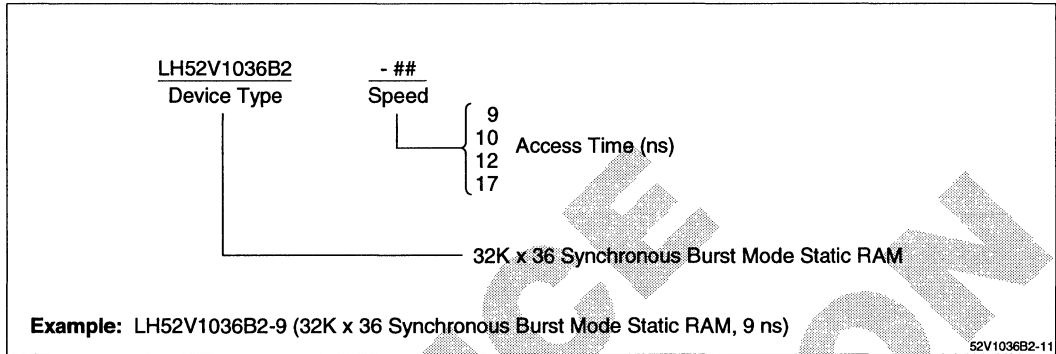 LH52V1036B2 - ##
Device Type Speed
9
10
12
17
Access Time (ns)
32K x 36 Synchronous Burst Mode Static RAM
Example: LH52V1036B2-9 (32K x 36 Synchronous Burst Mode Static RAM, 9 ns)
52V1036B2-11